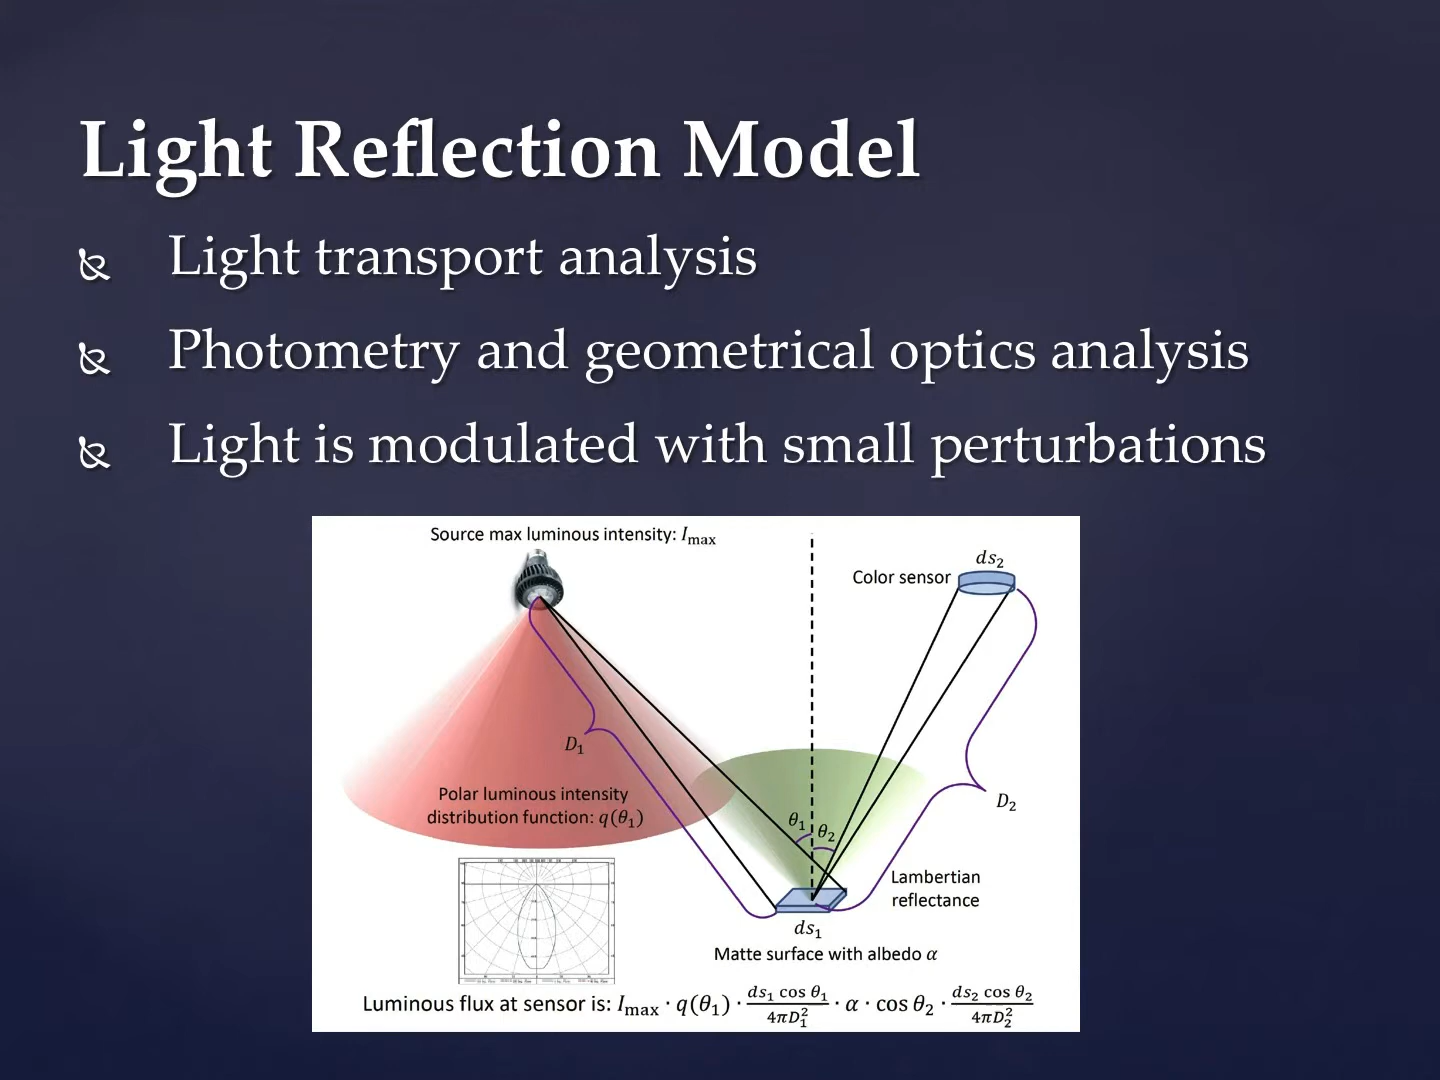 Light Reflection Model
Light transport analysis
Photometry and geometrical optics analysis
Light is modulated with small perturbations
Source max luminous intensity: I_max
ds₂
Color sensor
D₁
Polar luminous intensity
distribution function: q(θ₁)
D₂
θ₁
θ₂
Lambertian
reflectance
ds₁
Matte surface with albedo α
Luminous flux at sensor is: I_max · q(θ₁) · (ds₁ cos θ₁)/(4πD₁²) · α · cos θ₂ · (ds₂ cos θ₂)/(4πD₂²)